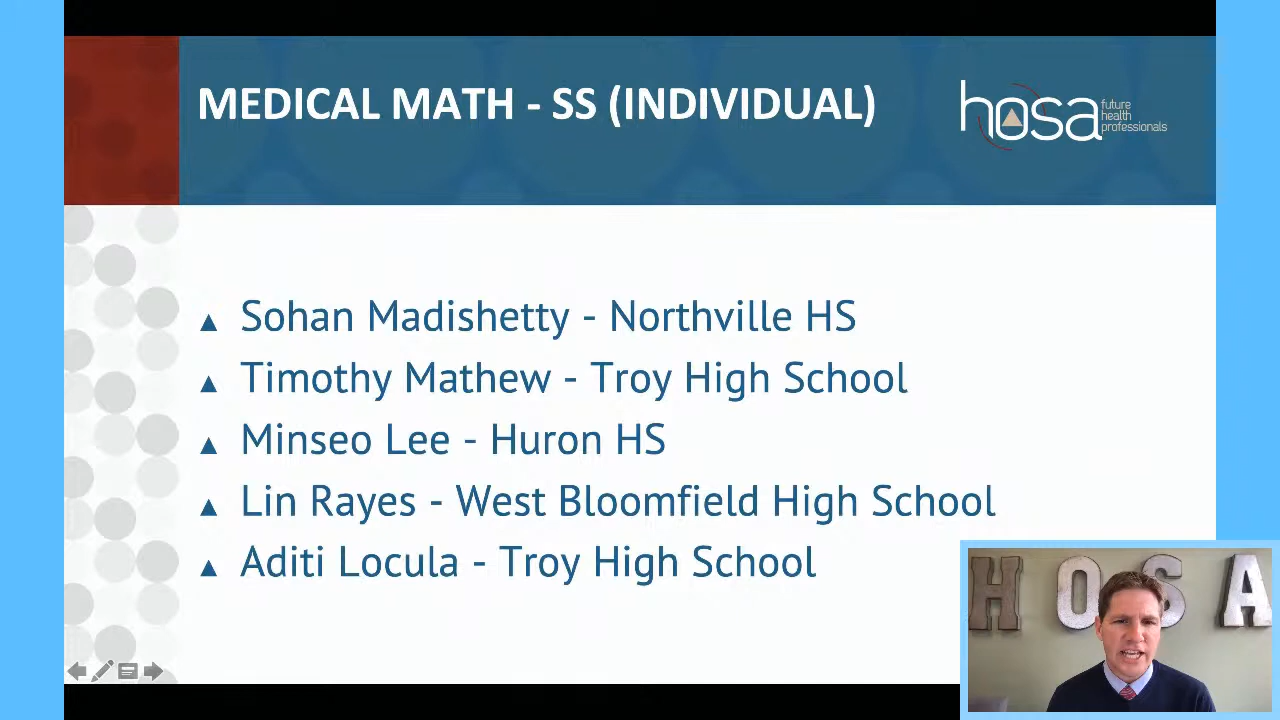 MEDICAL MATH - SS (INDIVIDUAL)
hosa
future
health
professionals
▲ Sohan Madishetty - Northville HS
▲ Timothy Mathew - Troy High School
▲ Minseo Lee - Huron HS
▲ Lin Rayes - West Bloomfield High School
▲ Aditi Locula - Troy High School
HOSA